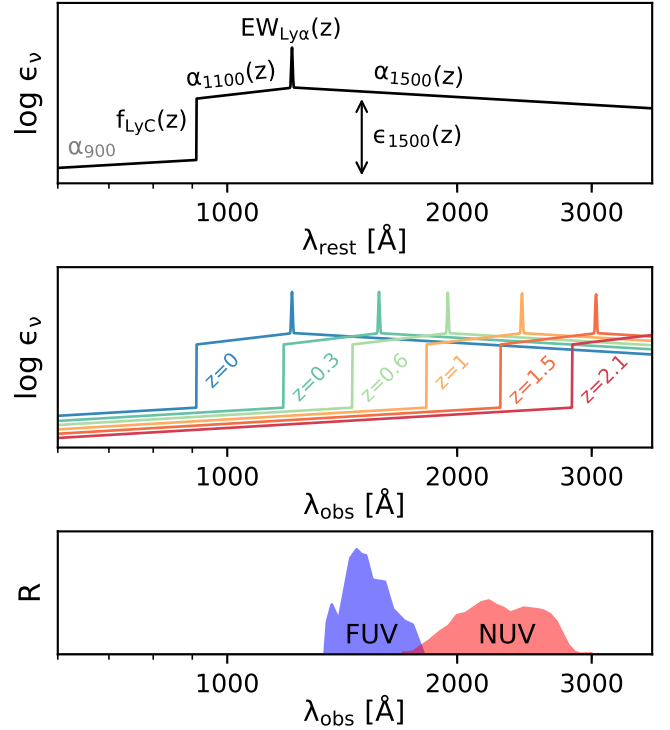 EW_Lyα(z)
α_1100(z)
α_1500(z)
f_LyC(z)
ϵ_1500(z)
α_900
log ϵ_ν
1000 2000 3000
λ_rest [Å]
z=0 z=0.3 z=0.6 z=1 z=1.5 z=2.1
log ϵ_ν
1000 2000 3000
λ_obs [Å]
R
FUV NUV
1000 2000 3000
λ_obs [Å]